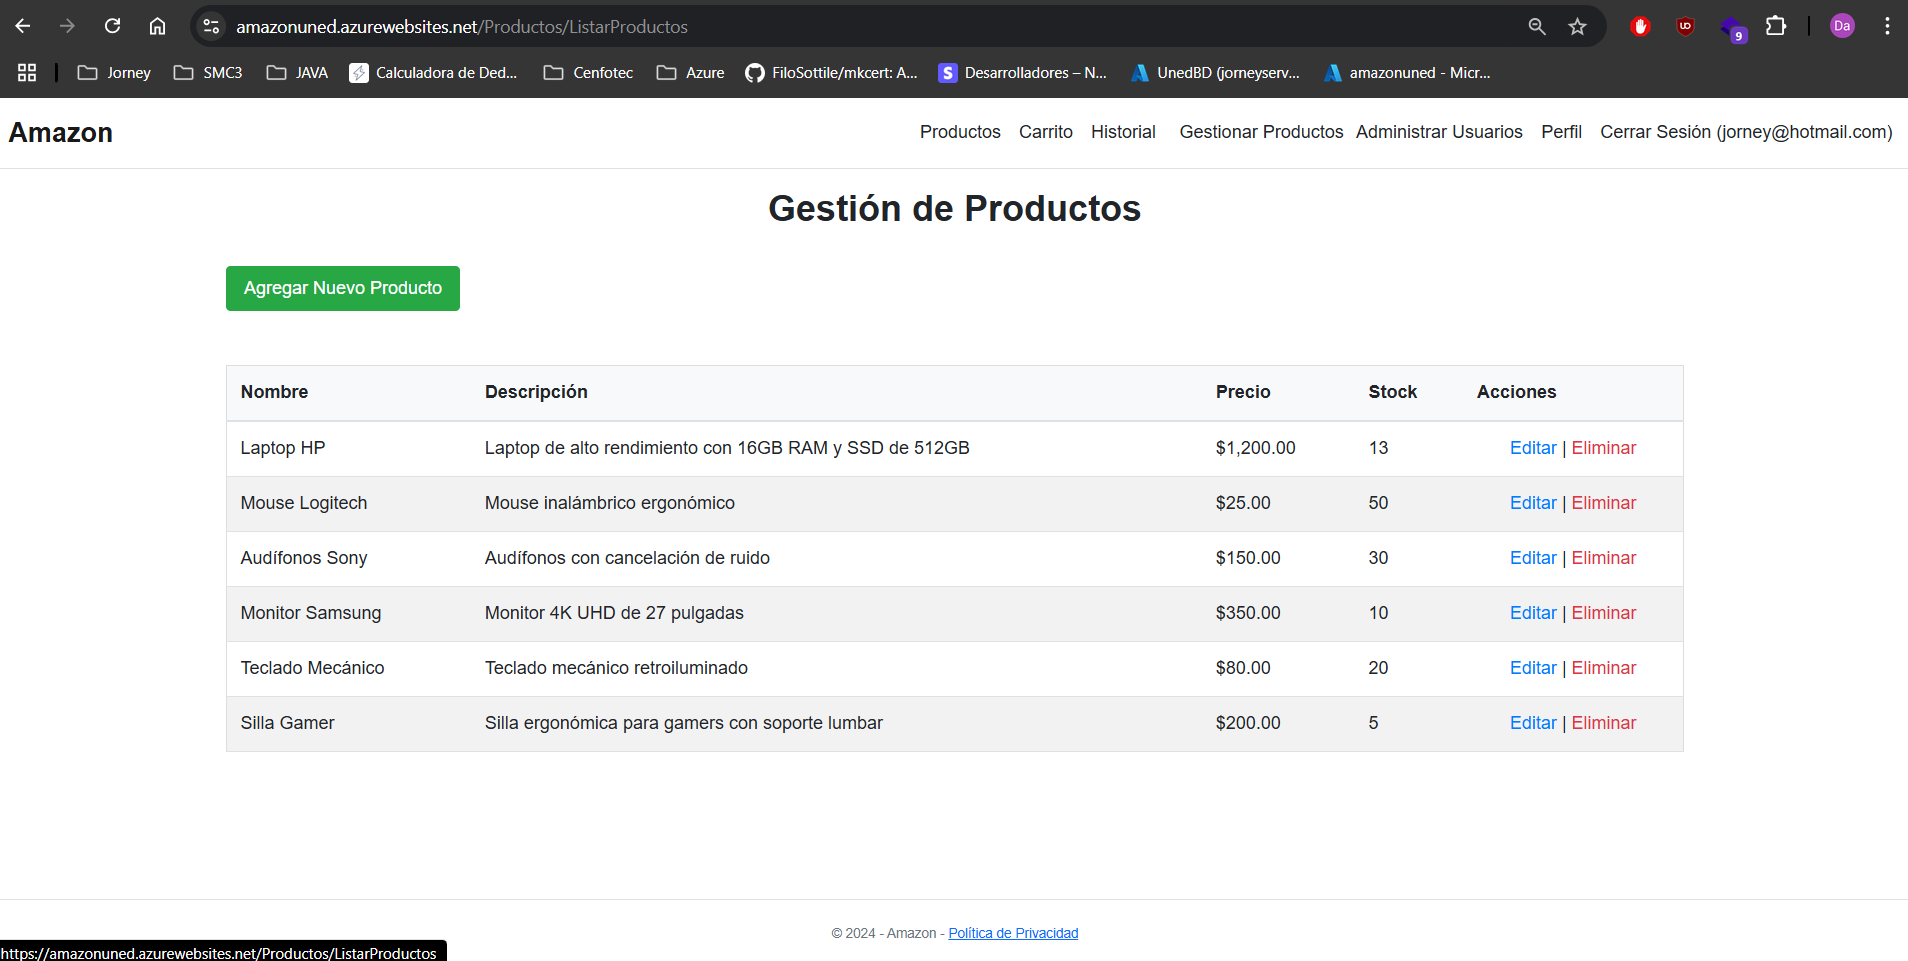 amazonuned.azurewebsites.net/Productos/ListarProductos
9
Da
Jorney SMC3 JAVA Calculadora de Ded... Cenfotec Azure FiloSottile/mkcert: A... S Desarrolladores – N... UnedBD (jorneyserv... amazonuned - Micr...
Amazon Productos Carrito Historial Gestionar Productos Administrar Usuarios Perfil Cerrar Sesión (jorney@hotmail.com)
Gestión de Productos
Agregar Nuevo Producto
Nombre Descripción Precio Stock Acciones
Laptop HP Laptop de alto rendimiento con 16GB RAM y SSD de 512GB $1,200.00 13 Editar | Eliminar
Mouse Logitech Mouse inalámbrico ergonómico $25.00 50 Editar | Eliminar
Audífonos Sony Audífonos con cancelación de ruido $150.00 30 Editar | Eliminar
Monitor Samsung Monitor 4K UHD de 27 pulgadas $350.00 10 Editar | Eliminar
Teclado Mecánico Teclado mecánico retroiluminado $80.00 20 Editar | Eliminar
Silla Gamer Silla ergonómica para gamers con soporte lumbar $200.00 5 Editar | Eliminar
© 2024 - Amazon - Política de Privacidad
https://amazonuned.azurewebsites.net/Productos/ListarProductos